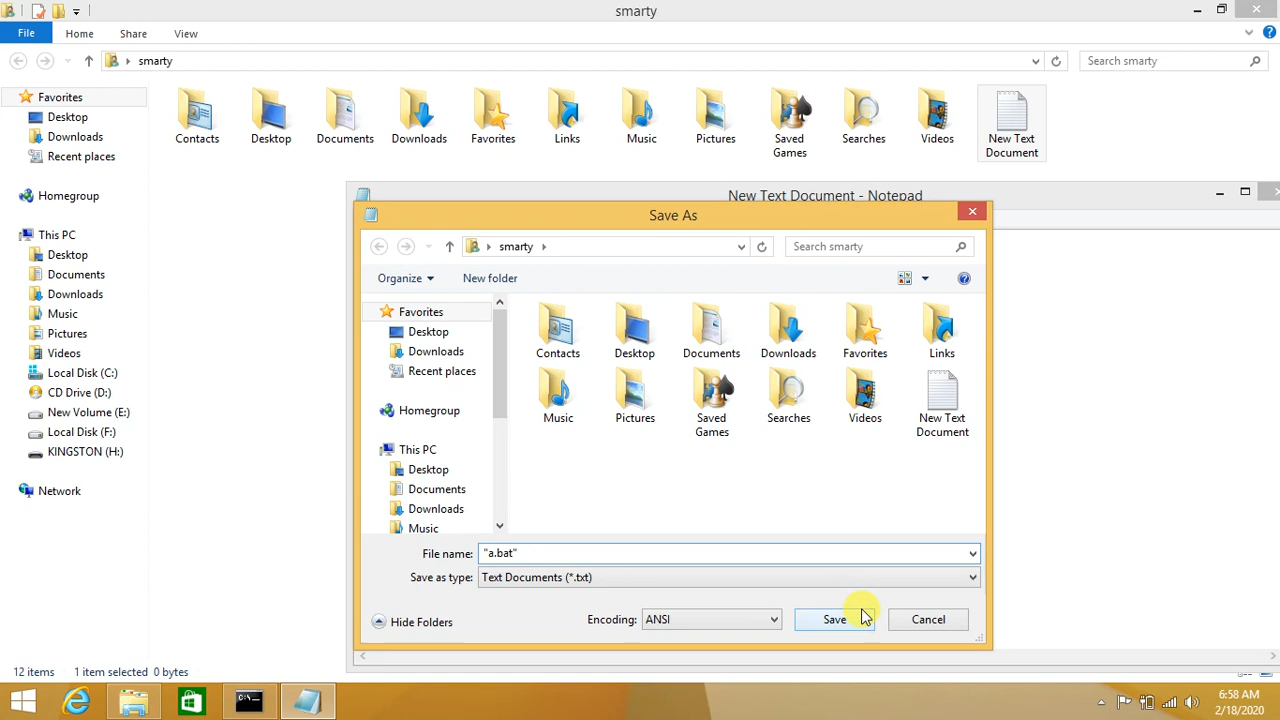 smarty
File Home Share View
smarty Search smarty
Favorites
Desktop
Downloads
Recent places
Homegroup
This PC
Desktop
Documents
Downloads
Music
Pictures
Videos
Local Disk (C:)
CD Drive (D:)
New Volume (E:)
Local Disk (F:)
KINGSTON (H:)
Network
Contacts Desktop Documents Downloads Favorites Links Music Pictures Saved Games Searches Videos New Text Document
New Text Document - Notepad
Save As
smarty Search smarty
Organize New folder
Favorites
Desktop
Downloads
Recent places
Homegroup
This PC
Desktop
Documents
Downloads
Music
Contacts Desktop Documents Downloads Favorites Links
Music Pictures Saved Games Searches Videos New Text Document
File name: "a.bat"
Save as type: Text Documents (*.txt)
Hide Folders Encoding: ANSI Save Cancel
12 items 1 item selected 0 bytes
C:\
6:58 AM
2/18/2020